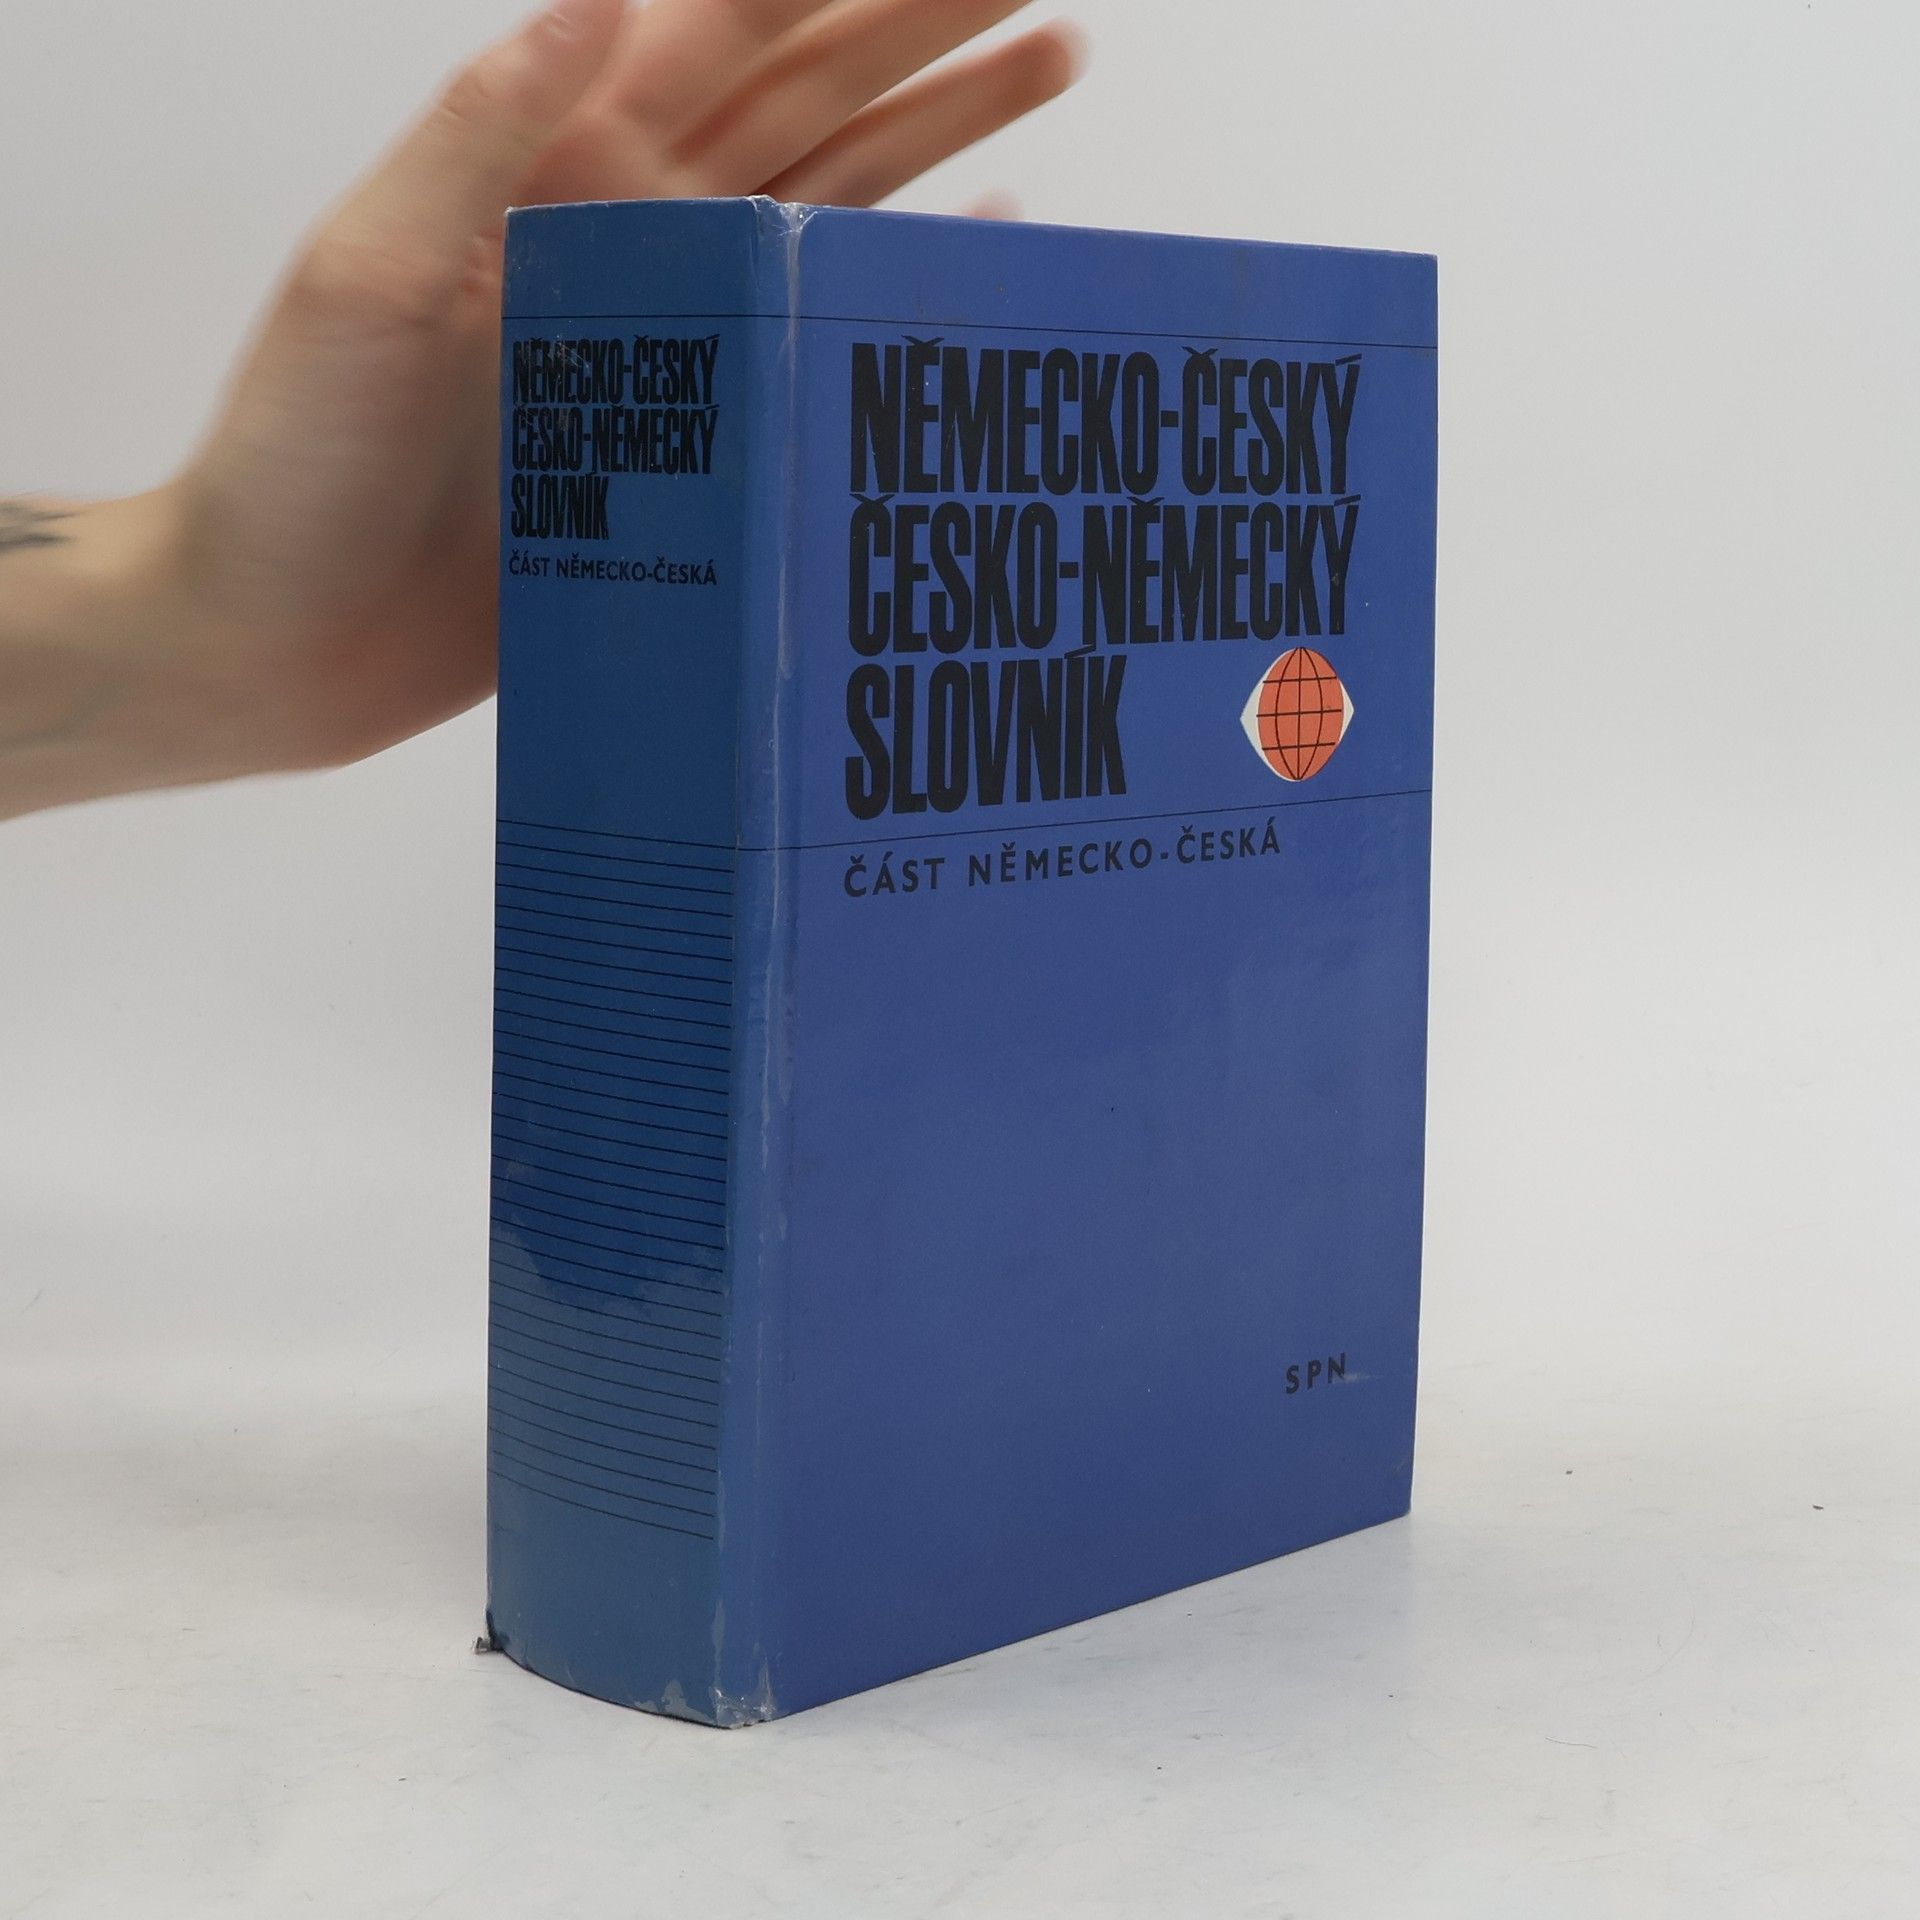 NĚMECKO-ČESKÝ
ČESKO-NĚMECKÝ
SLOVNÍK
ČÁST NĚMECKO-ČESKÁ
NĚMECKO-ČESKÝ
ČESKO-NĚMECKÝ
SLOVNÍK
ČÁST NĚMECKO-ČESKÁ
SPN